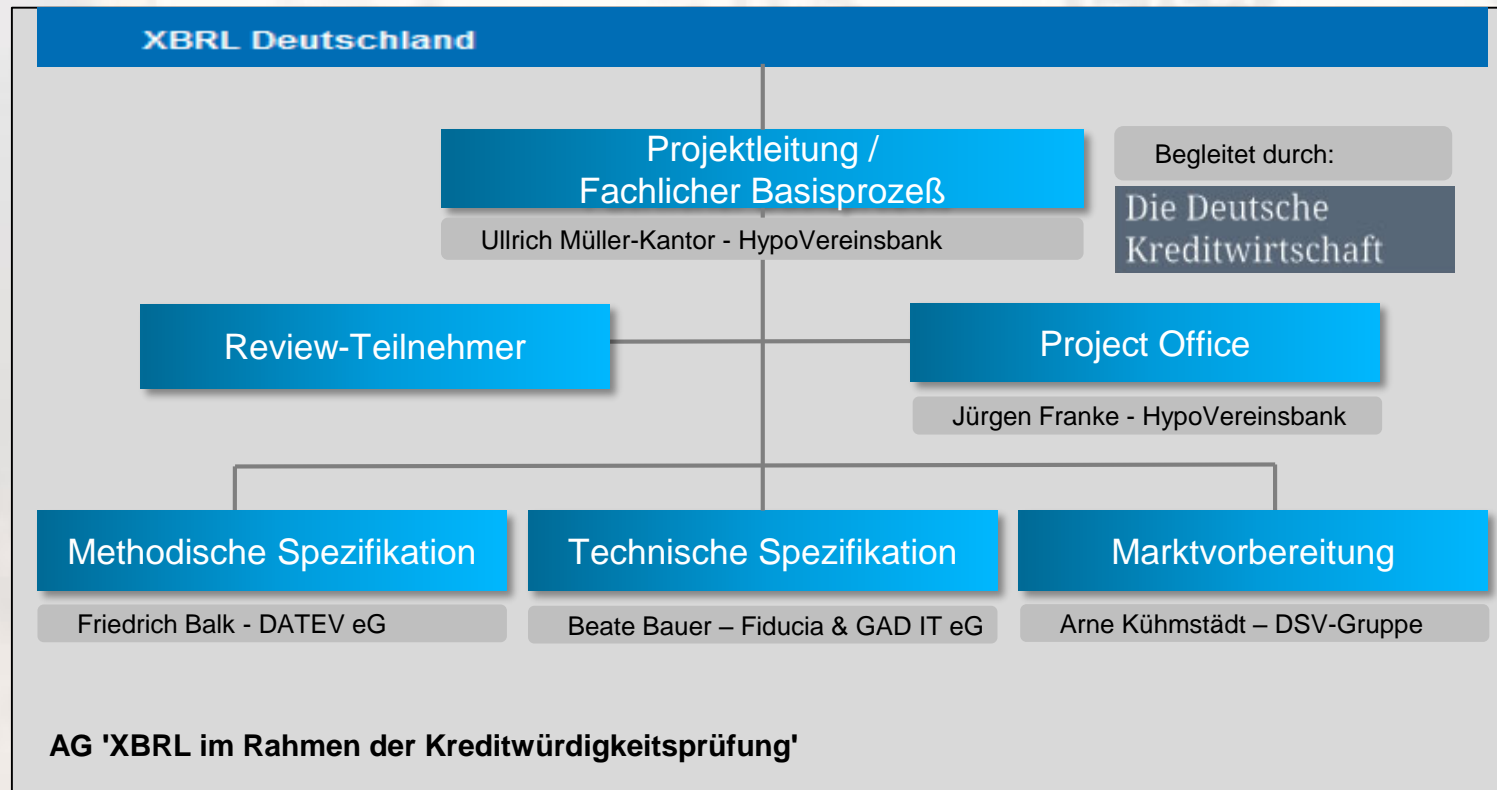 XBRL Deutschland
Projektleitung /
Fachlicher Basisprozeß
Ullrich Müller-Kantor - HypoVereinsbank
Begleitet durch:
Die Deutsche
Kreditwirtschaft
Review-Teilnehmer
Project Office
Jürgen Franke - HypoVereinsbank
Methodische Spezifikation
Technische Spezifikation
Marktvorbereitung
Friedrich Balk - DATEV eG
Beate Bauer – Fiducia & GAD IT eG
Arne Kühmstädt – DSV-Gruppe
AG 'XBRL im Rahmen der Kreditwürdigkeitsprüfung'